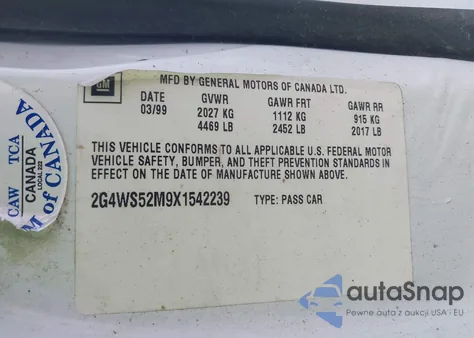 GM
MFD BY GENERAL MOTORS OF CANADA LTD.
DATE GVWR GAWR FRT GAWR RR
03/99 2027 KG 1112 KG 915 KG
4469 LB 2452 LB 2017 LB
THIS VEHICLE CONFORMS TO ALL APPLICABLE U.S. FEDERAL MOTOR
VEHICLE SAFETY, BUMPER, AND THEFT PREVENTION STANDARDS IN
EFFECT ON THE DATE OF MANUFACTURE SHOWN ABOVE.
2G4WS52M9X1542239 TYPE: PASS CAR
CAW TCA
CANADA
LOCAL 222
M OF CANADA
autaSnap
Pewne auta z aukcji USA - EU